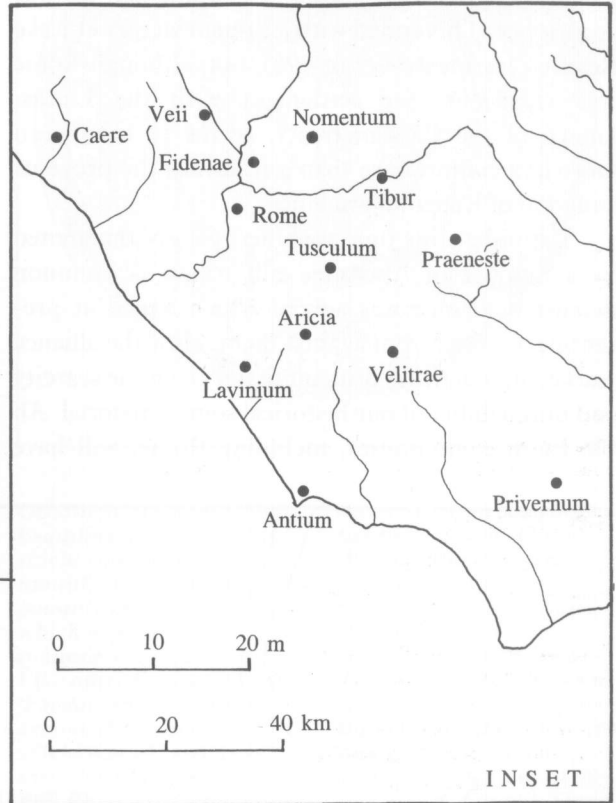 Veii
Nomentum
Caere
Fidenae
Tibur
Rome
Tusculum
Praeneste
Aricia
Lavinium
Velitrae
Privernum
Antium
0 10 20 m
0 20 40 km
INSET